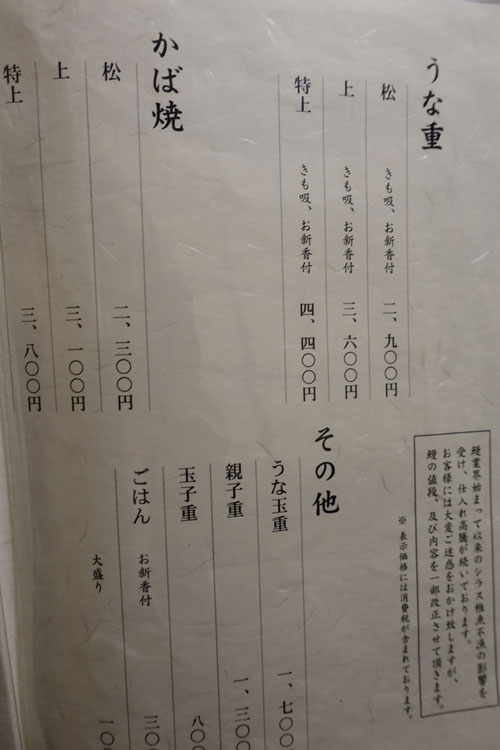 うな重
松 きも吸、お新香付 二、九〇〇円
上 きも吸、お新香付 三、六〇〇円
特上 きも吸、お新香付 四、四〇〇円
かば焼
松 二、三〇〇円
上 三、一〇〇円
特上 三、八〇〇円
鰻業界始まって以来のシラス稚魚不漁の影響を
受け、仕入れ高騰が続いております。
お客様には大変ご迷惑をおかけ致しますが、
鰻の値段、及び内容を一部改正させて頂きます。
※ 表示価格には消費税が含まれております。
その他
うな玉重 一、七〇〇
親子重 一、三〇〇
玉子重 八〇
ごはん お新香付 三〇
大盛り 一〇